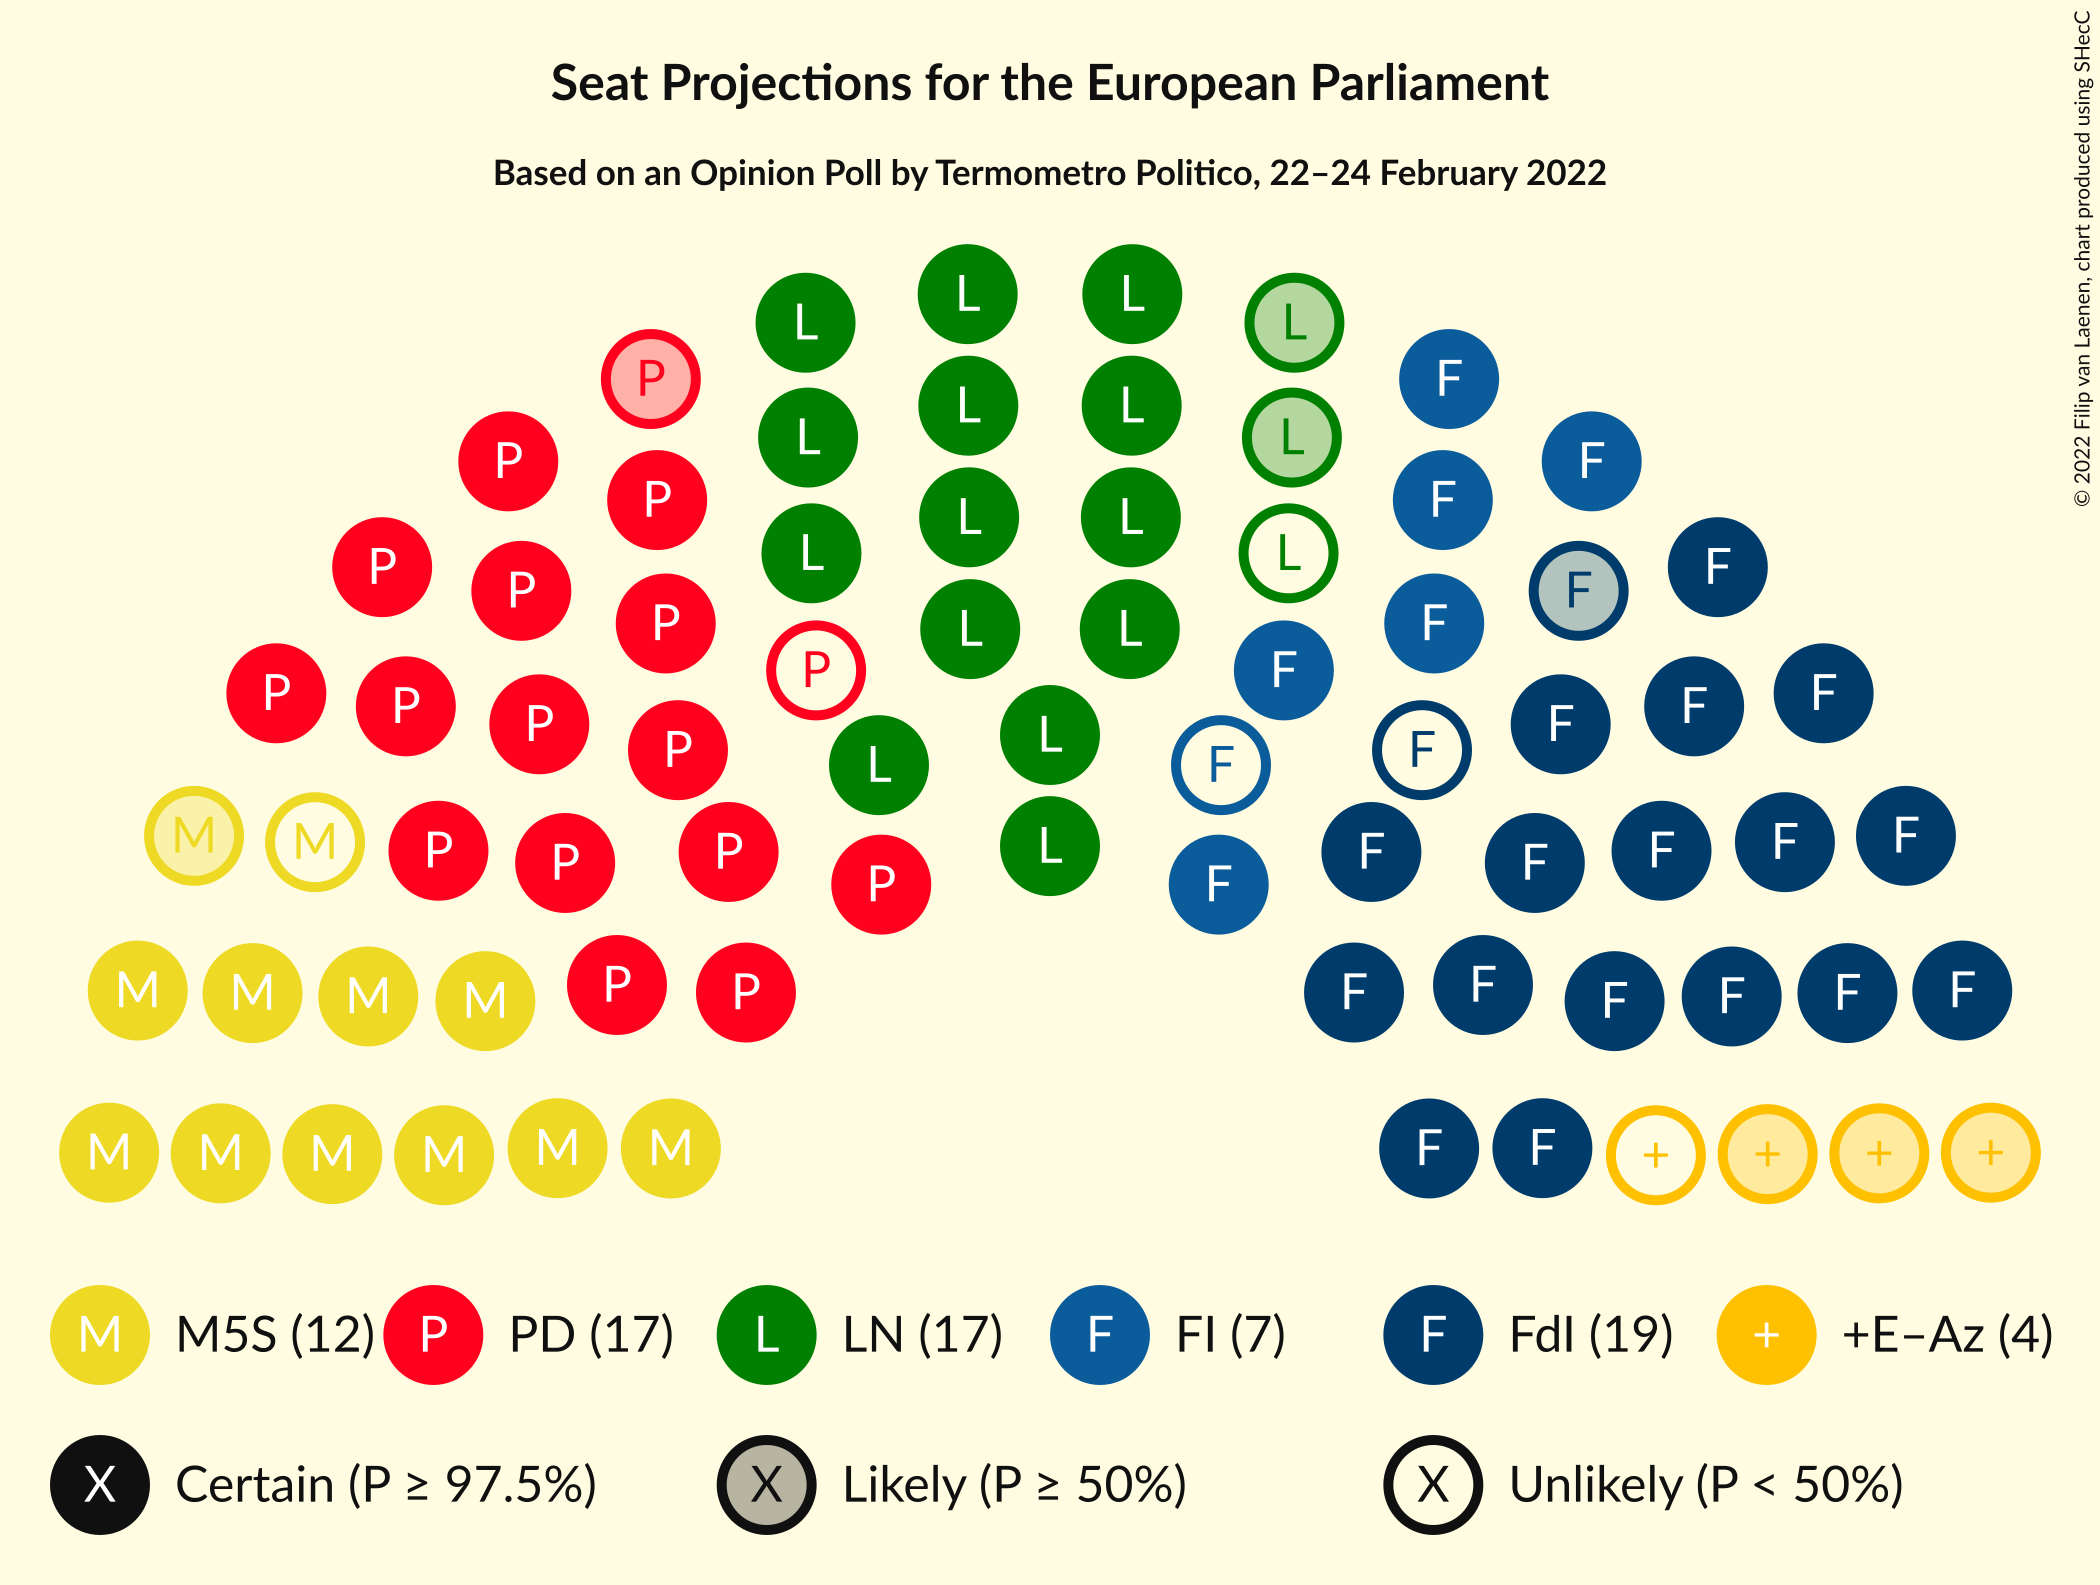 Seat Projections for the European Parliament
Based on an Opinion Poll by Termometro Politico, 22–24 February 2022
© 2022 Filip van Laenen, chart produced using SHecC
L L
L L
P F
L L
L L
P F
P F
L L
L L
P F
P F
P F
L L
P F
L F
P P F F
P P F F
L
L F
M M F F
P P P F F F
L
P F
M M M M P P F F F F F F
M M M M M M F F + + + +
M M5S (12) P PD (17) L LN (17) F FI (7) F FdI (19) + +E–Az (4)
X Certain (P ≥ 97.5%) X Likely (P ≥ 50%) X Unlikely (P < 50%)